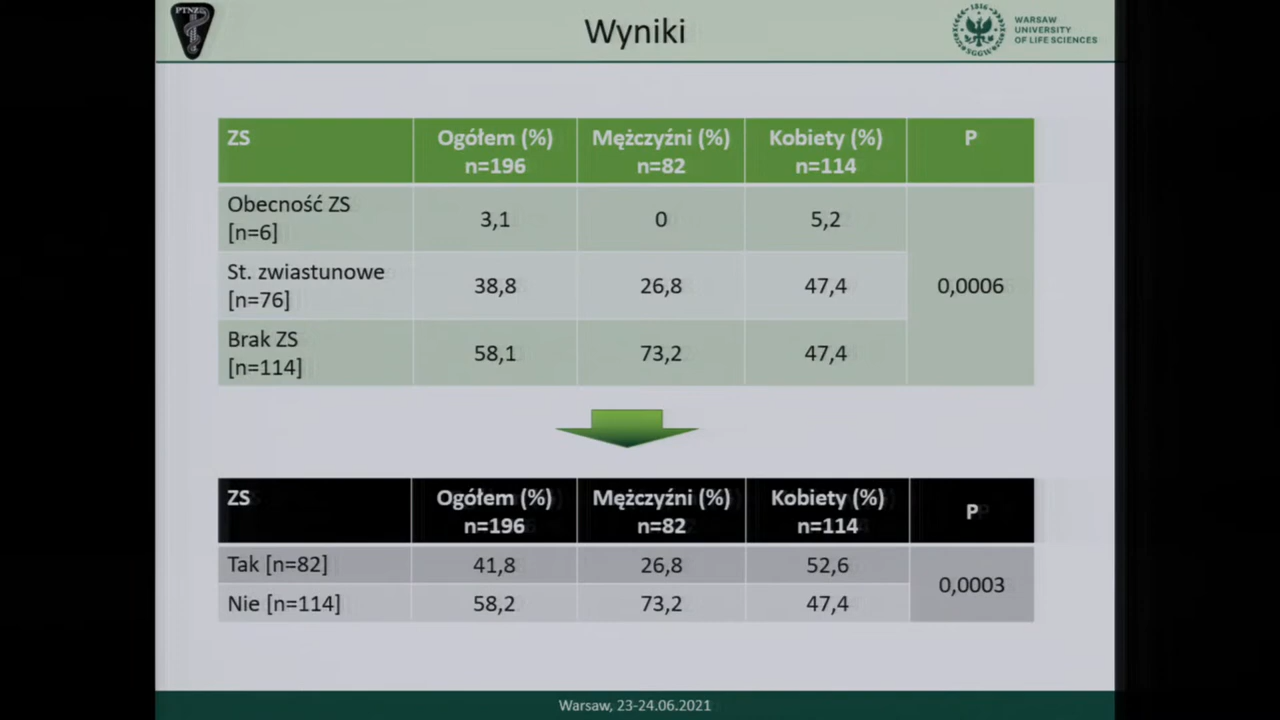 PTNZ
Wyniki
1816
SGGW
WARSAW
UNIVERSITY
OF LIFE SCIENCES
ZS
Ogółem (%)
n=196
Mężczyźni (%)
n=82
Kobiety (%)
n=114
P
Obecność ZS
[n=6]
3,1
0
5,2
0,0006
St. zwiastunowe
[n=76]
38,8
26,8
47,4
Brak ZS
[n=114]
58,1
73,2
47,4
ZS
Ogółem (%)
n=196
Mężczyźni (%)
n=82
Kobiety (%)
n=114
P
Tak [n=82]
41,8
26,8
52,6
0,0003
Nie [n=114]
58,2
73,2
47,4
Warsaw, 23-24.06.2021